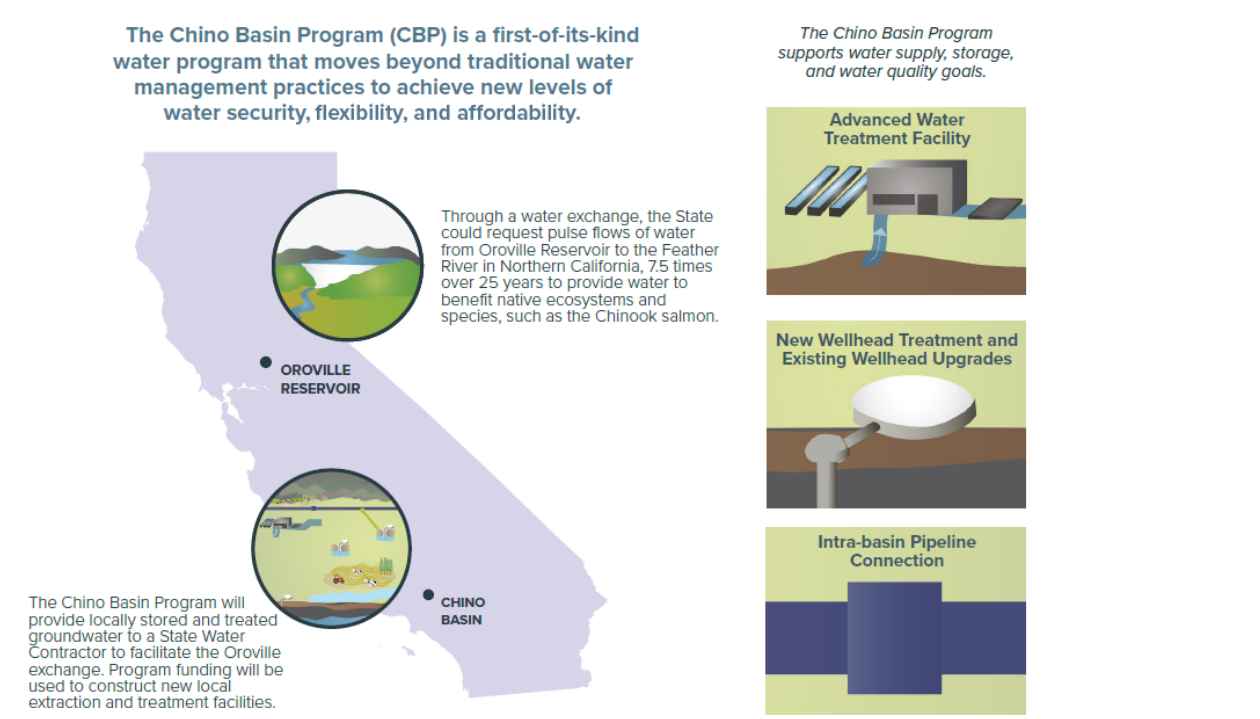 The Chino Basin Program (CBP) is a first-of-its-kind
water program that moves beyond traditional water
management practices to achieve new levels of
water security, flexibility, and affordability.
Through a water exchange, the State
could request pulse flows of water
from Oroville Reservoir to the Feather
River in Northern California, 7.5 times
over 25 years to provide water to
benefit native ecosystems and
species, such as the Chinook salmon.
OROVILLE
RESERVOIR
CHINO
BASIN
The Chino Basin Program will
provide locally stored and treated
groundwater to a State Water
Contractor to facilitate the Oroville
exchange. Program funding will be
used to construct new local
extraction and treatment facilities.
The Chino Basin Program
supports water supply, storage,
and water quality goals.
Advanced Water
Treatment Facility
New Wellhead Treatment and
Existing Wellhead Upgrades
Intra-basin Pipeline
Connection